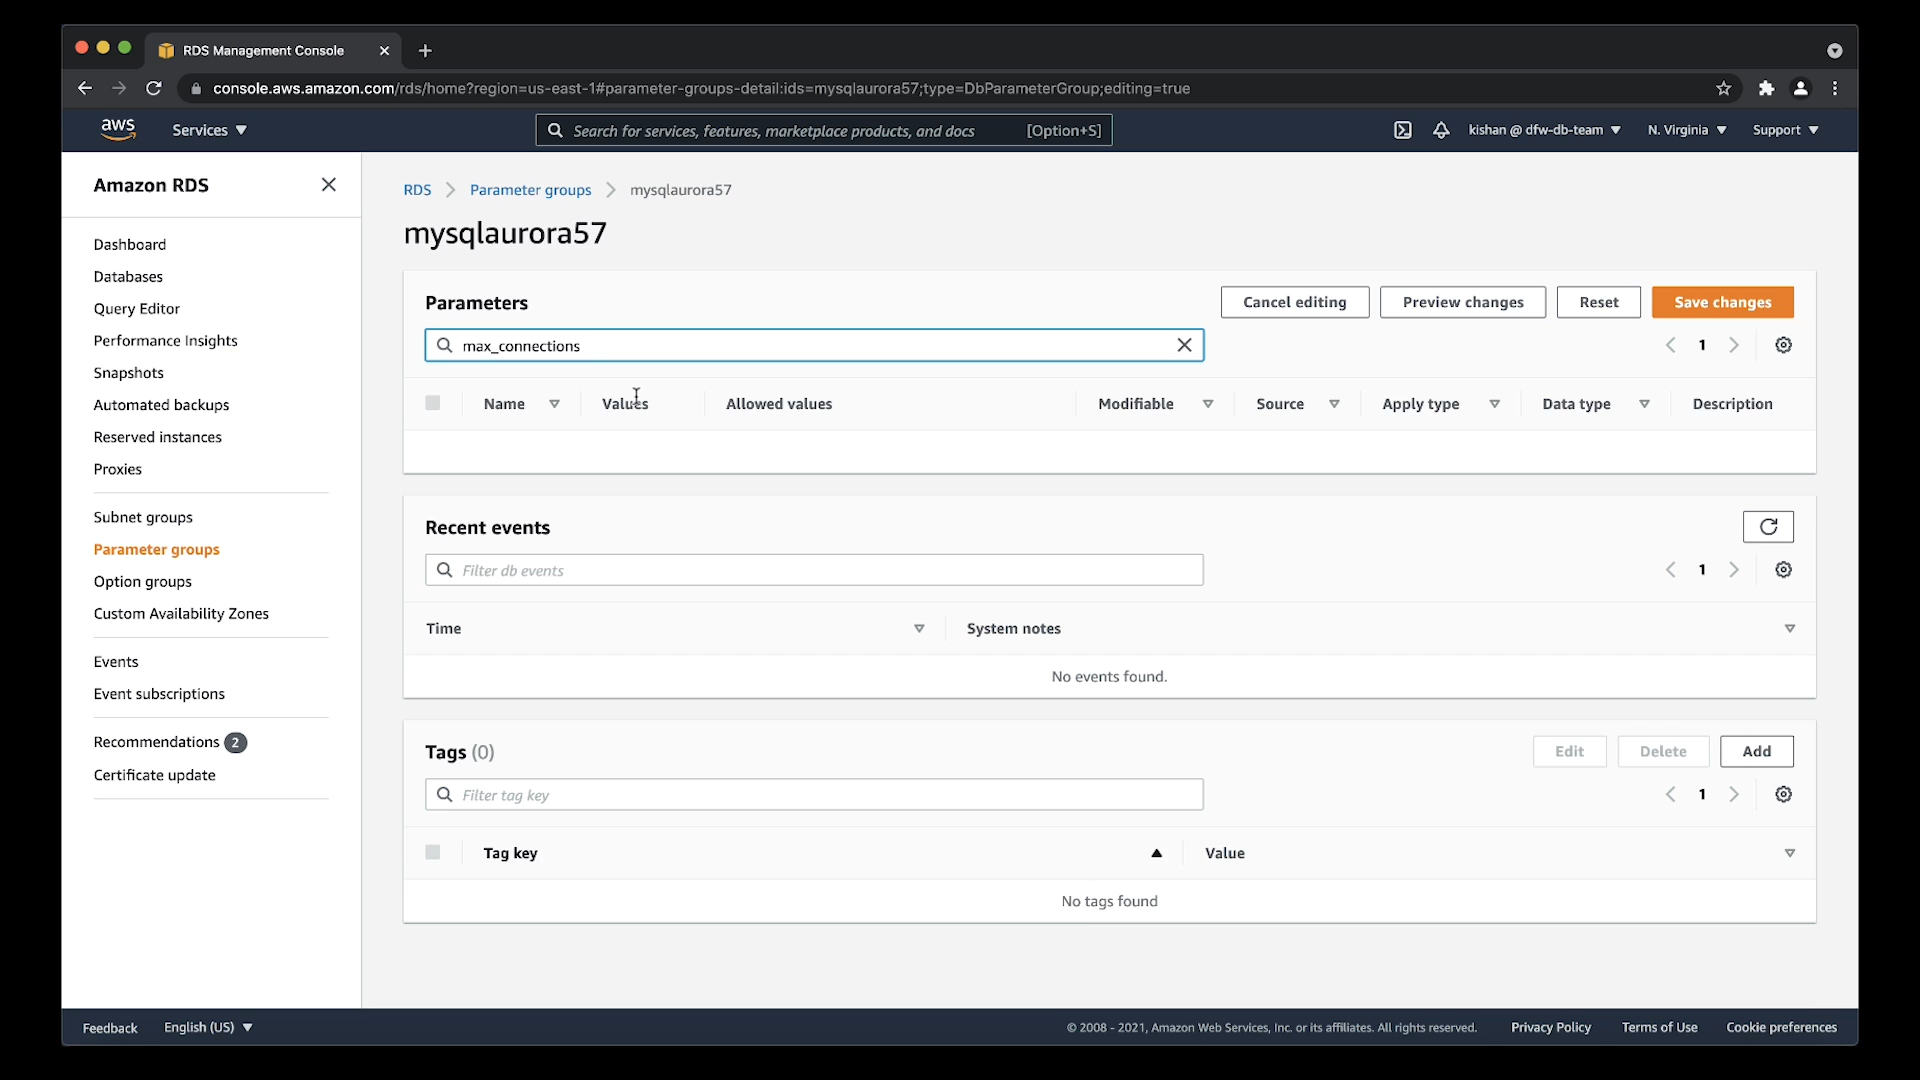 RDS Management Console
console.aws.amazon.com/rds/home?region=us-east-1#parameter-groups-detail:ids=mysqlaurora57;type=DbParameterGroup;editing=true
aws
Services
Search for services, features, marketplace products, and docs
[Option+S]
kishan @ dfw-db-team
N. Virginia
Support
Amazon RDS
Dashboard
Databases
Query Editor
Performance Insights
Snapshots
Automated backups
Reserved instances
Proxies
Subnet groups
Parameter groups
Option groups
Custom Availability Zones
Events
Event subscriptions
Recommendations 2
Certificate update
RDS > Parameter groups > mysqlaurora57
mysqlaurora57
Parameters
Cancel editing
Preview changes
Reset
Save changes
max_connections
1
Name
Values
Allowed values
Modifiable
Source
Apply type
Data type
Description
Recent events
Filter db events
1
Time
System notes
No events found.
Tags (0)
Edit
Delete
Add
Filter tag key
1
Tag key
Value
No tags found
Feedback
English (US)
© 2008 - 2021, Amazon Web Services, Inc. or its affiliates. All rights reserved.
Privacy Policy
Terms of Use
Cookie preferences